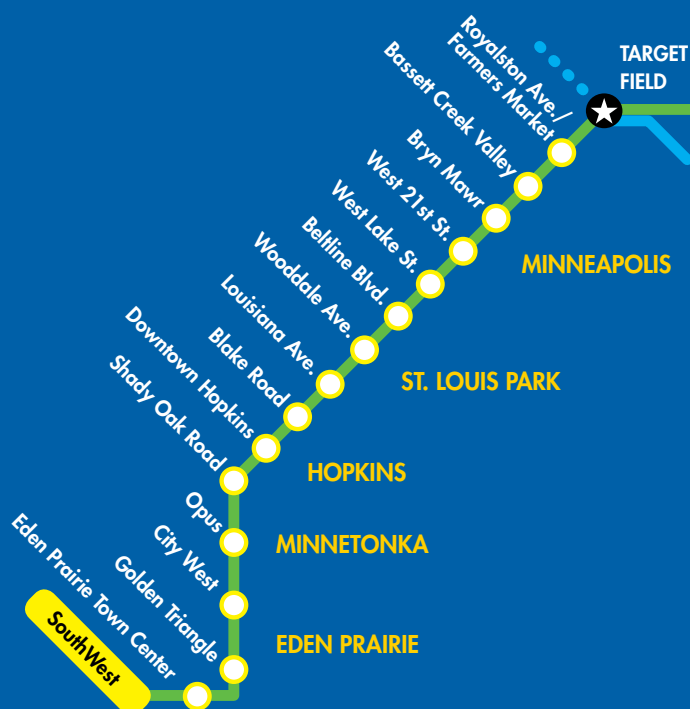 TARGET
FIELD
Royalston Ave./
Farmers Market
Bassett Creek Valley
Bryn Mawr
West 21st St.
West Lake St.
Beltline Blvd.
Wooddale Ave.
Louisiana Ave.
Blake Road
Downtown Hopkins
Shady Oak Road
Opus
City West
Golden Triangle
Eden Prairie Town Center
SouthWest
MINNEAPOLIS
ST. LOUIS PARK
HOPKINS
MINNETONKA
EDEN PRAIRIE